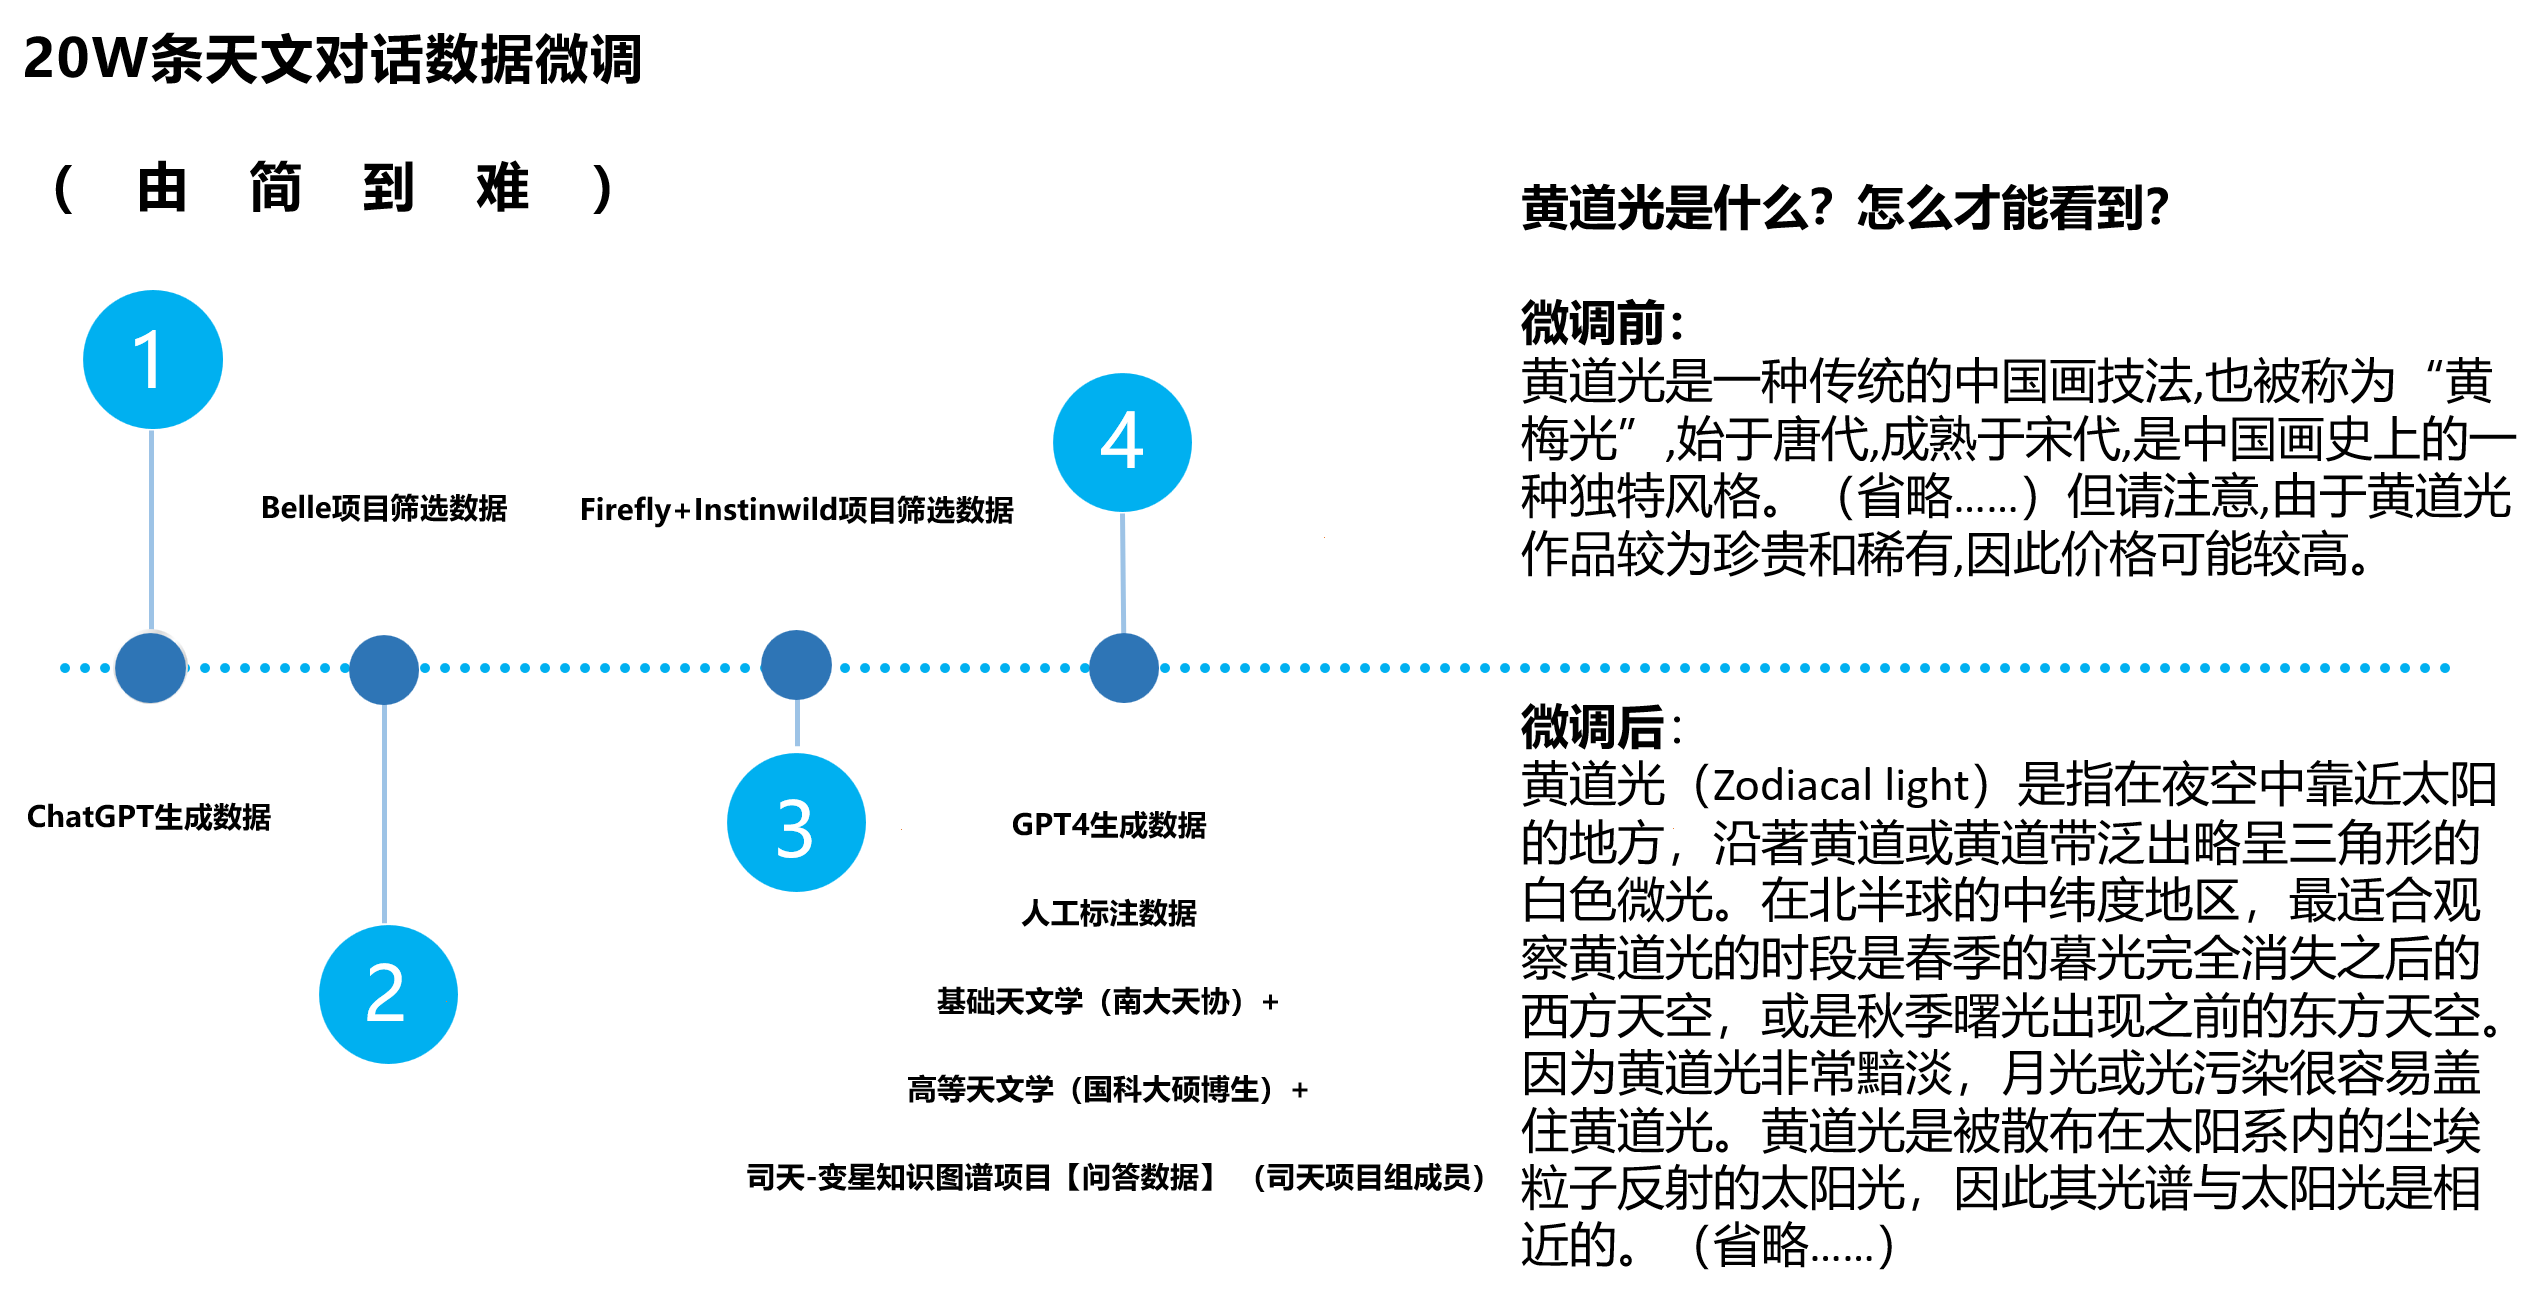 20W条天文对话数据微调
（ 由 简 到 难 ）
1
Belle项目筛选数据
Firefly+Instinwild项目筛选数据
4
ChatGPT生成数据
2
3
GPT4生成数据
人工标注数据
基础天文学（南大天协）+
高等天文学（国科大硕博生）+
司天-变星知识图谱项目【问答数据】 （司天项目组成员）
黄道光是什么？怎么才能看到？
微调前：
黄道光是一种传统的中国画技法,也被称为“黄
梅光”,始于唐代,成熟于宋代,是中国画史上的一
种独特风格。（省略……）但请注意,由于黄道光
作品较为珍贵和稀有,因此价格可能较高。
微调后：
黄道光（Zodiacal light）是指在夜空中靠近太阳
的地方，沿著黄道或黄道带泛出略呈三角形的
白色微光。在北半球的中纬度地区，最适合观
察黄道光的时段是春季的暮光完全消失之后的
西方天空，或是秋季曙光出现之前的东方天空。
因为黄道光非常黯淡，月光或光污染很容易盖
住黄道光。黄道光是被散布在太阳系内的尘埃
粒子反射的太阳光，因此其光谱与太阳光是相
近的。（省略……）